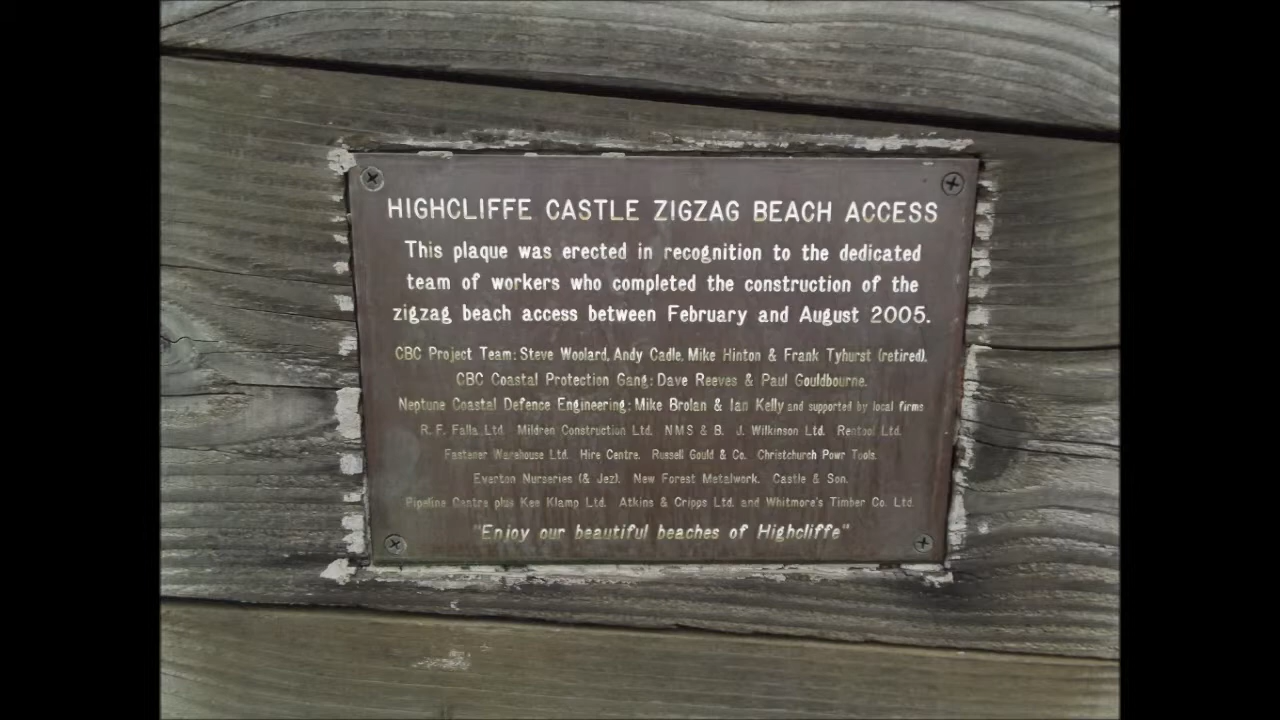 HIGHCLIFFE CASTLE ZIGZAG BEACH ACCESS
This plaque was erected in recognition to the dedicated
team of workers who completed the construction of the
zigzag beach access between February and August 2005.
CBC Project Team: Steve Woolard, Andy Cadle, Mike Hinton & Frank Tyhurst (retired).
CBC Coastal Protection Gang: Dave Reeves & Paul Gouldbourne.
Neptune Coastal Defence Engineering: Mike Brolan & Ian Kelly and supported by local firms
R. F. Falls Ltd. Mildren Construction Ltd. NMS & B. J. Wilkinson Ltd. Ltd.
Fastener Warehouse Ltd. Hire Centre. Russell Gould & Co. Christchurch Powr Tools.
Everton Nurseries (& Jez). New Forest Metalwork. Castle & Son.
Pipeline Centre plus Kee Klamp Ltd. Atkins & Cripps Ltd. and Whitmore's Timber Co. Ltd.
"Enjoy our beautiful beaches of Highcliffe"